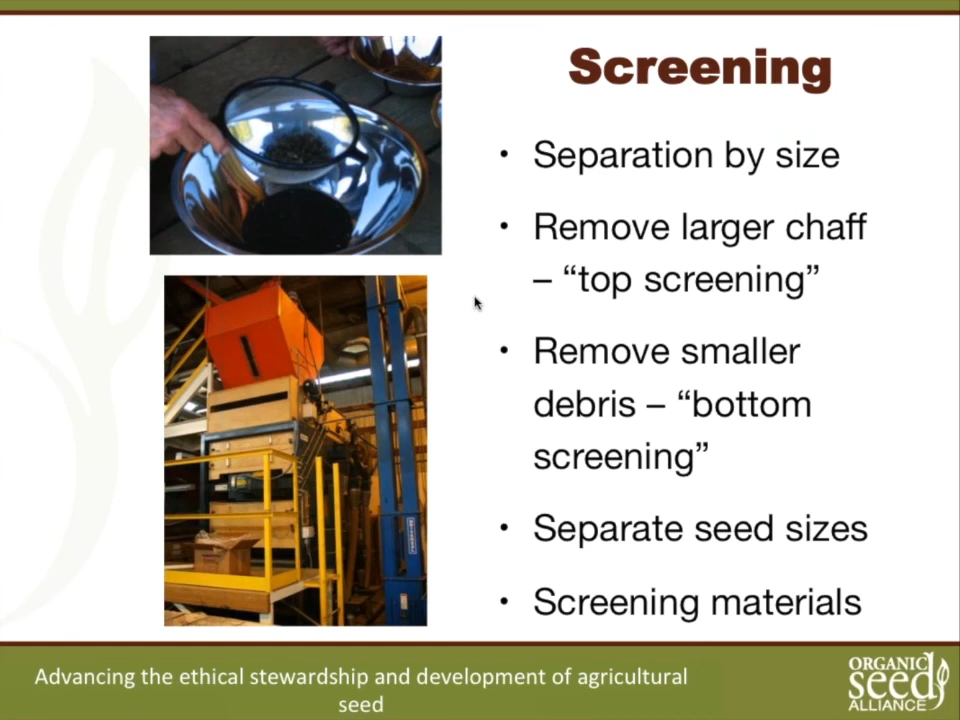 Screening
• Separation by size
• Remove larger chaff
– “top screening”
• Remove smaller
debris – “bottom
screening”
• Separate seed sizes
• Screening materials
Advancing the ethical stewardship and development of agricultural
seed
ORGANIC
seed
ALLIANCE